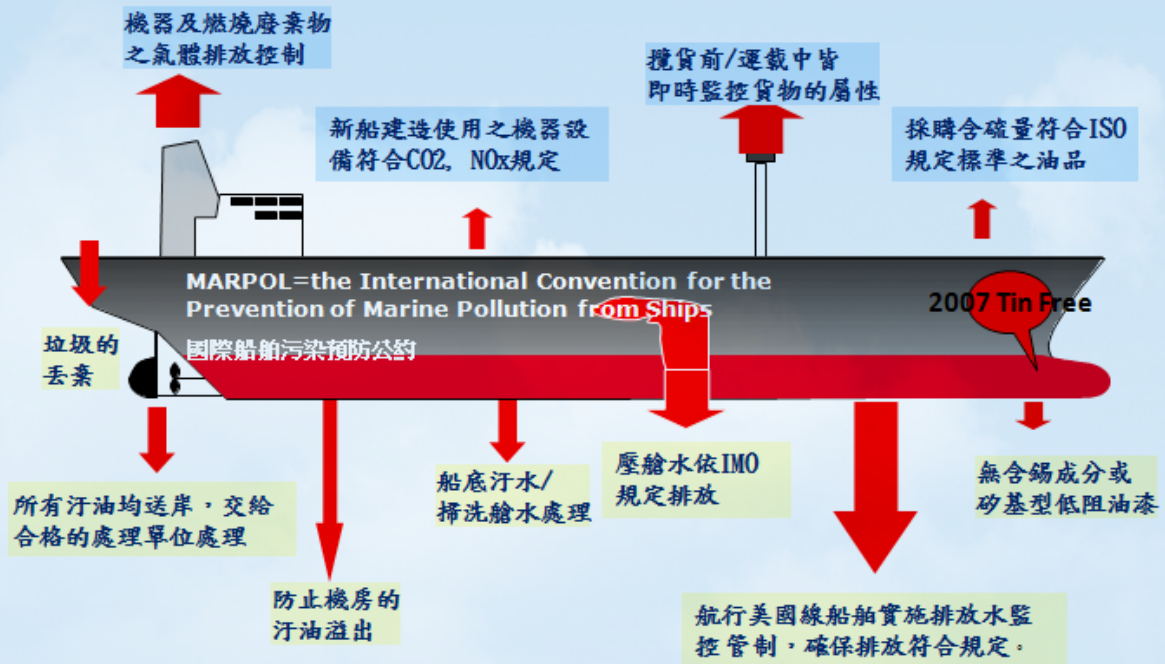 機器及燃燒廢棄物
之氣體排放控制
攬貨前/運載中皆
即時監控貨物的屬性
新船建造使用之機器設
備符合CO2, NOx規定
採購含硫量符合ISO
規定標準之油品
MARPOL=the International Convention for the
Prevention of Marine Pollution from Ships
國際船舶污染預防公約
2007 Tin Free
垃圾的
丟棄
所有汙油均送岸，交給
合格的處理單位處理
防止機房的
汙油溢出
船底汙水/
掃洗艙水處理
壓艙水依IMO
規定排放
航行美國線船舶實施排放水監
控管制，確保排放符合規定。
無含錫成分或
矽基型低阻油漆